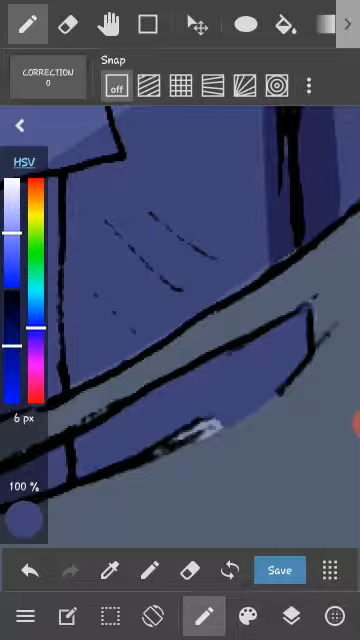 CORRECTION
0
Snap
off
HSV
6 px
100 %
Save